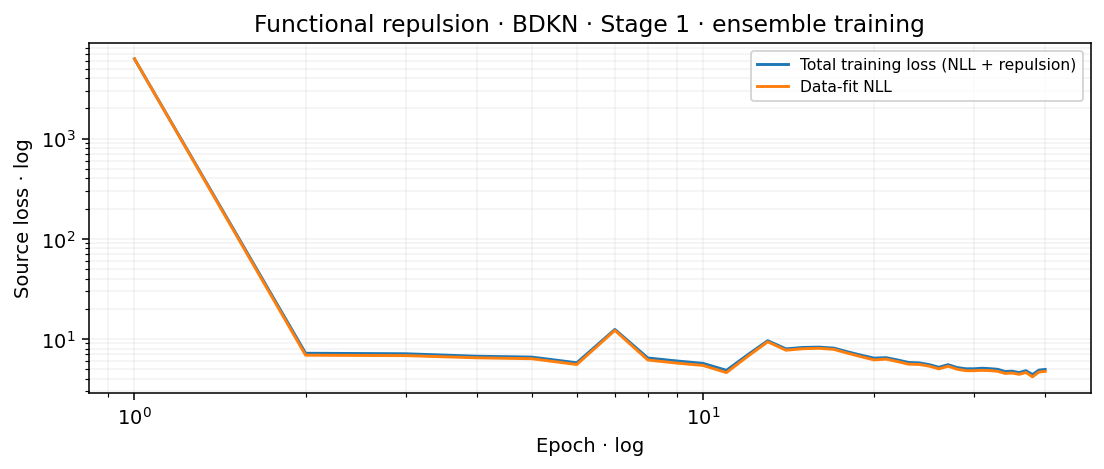 Functional repulsion · BDKN · Stage 1 · ensemble training
Total training loss (NLL + repulsion)
Data-fit NLL
Source loss · log
10³
10²
10¹
10⁰
10¹
Epoch · log